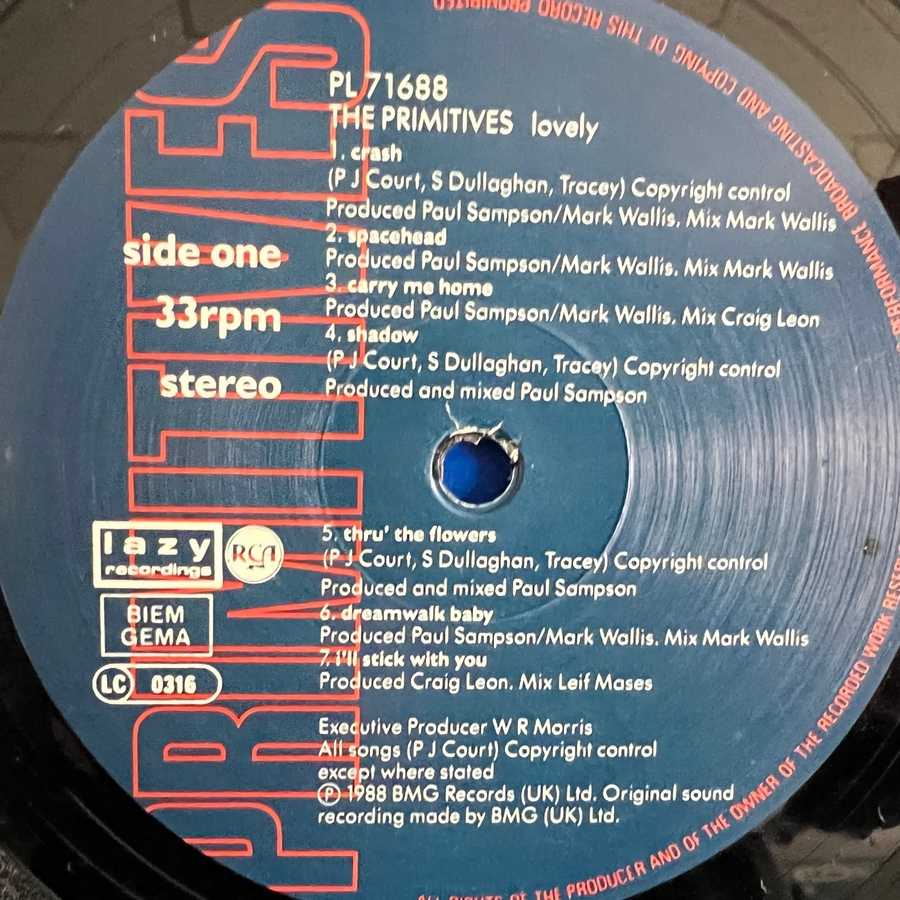 PL 71688
THE PRIMITIVES lovely
1. crash
(P J Court, S Dullaghan, Tracey) Copyright control
Produced Paul Sampson/Mark Wallis. Mix Mark Wallis
2. spacehead
Produced Paul Sampson/Mark Wallis. Mix Mark Wallis
3. carry me home
Produced Paul Sampson/Mark Wallis. Mix Craig Leon
4. shadow
(P J Court, S Dullaghan, Tracey) Copyright control
Produced and mixed Paul Sampson
side one
33rpm
stereo
5. thru' the flowers
(P J Court, S Dullaghan, Tracey) Copyright control
Produced and mixed Paul Sampson
6. dreamwalk baby
Produced Paul Sampson/Mark Wallis. Mix Mark Wallis
7. i'll stick with you
Produced Craig Leon. Mix Leif Mases
lazy
recordings
RCA
BIEM
GEMA
LC 0316
Executive Producer W R Morris
All songs (P J Court) Copyright control
except where stated
℗ 1988 BMG Records (UK) Ltd. Original sound
recording made by BMG (UK) Ltd.
PRIMITIVES
OF THE PRODUCER AND OF THE OWNER OF THE RECORDED WORK
PERFORMANCE BROADCASTING AND COPYING OF THIS RECORD PROHIBITED